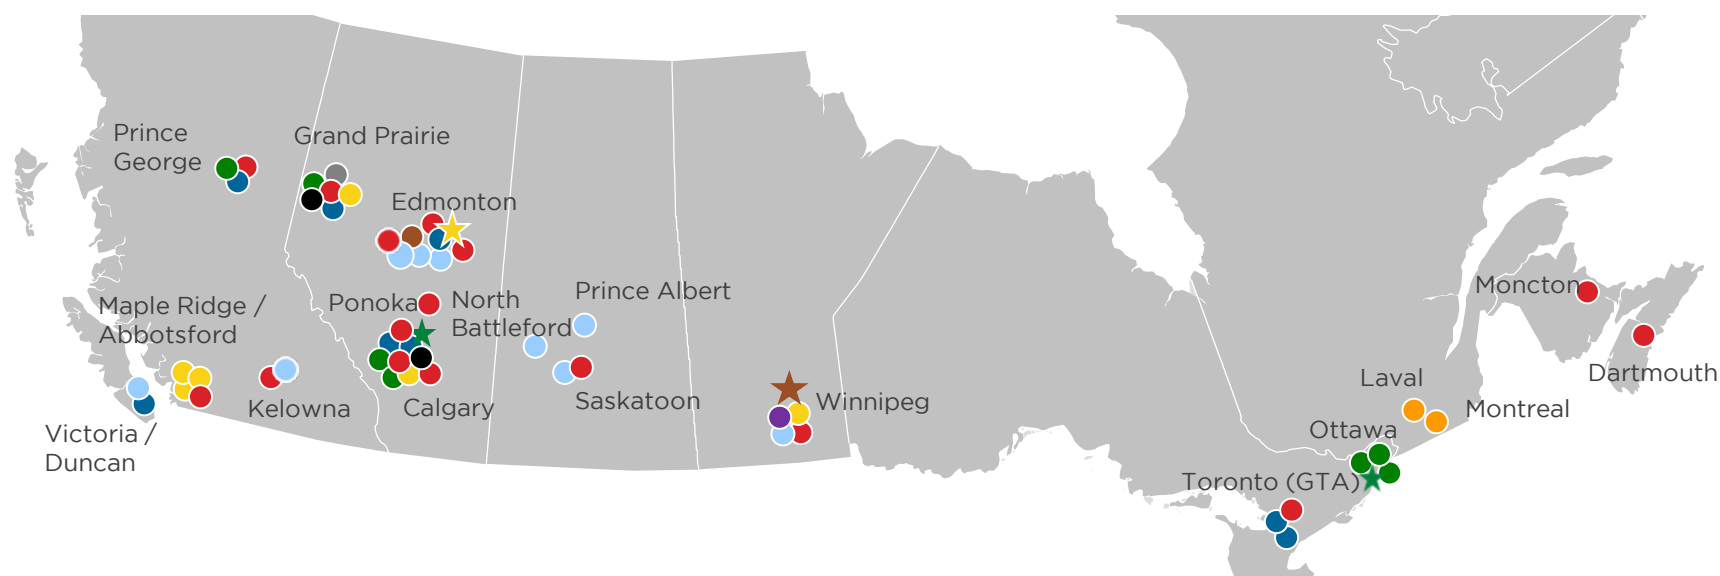 Prince
George
Grand Prairie
Edmonton
Maple Ridge /
Abbotsford
Ponoka
North
Battleford
Prince Albert
Kelowna
Calgary
Saskatoon
Winnipeg
Victoria /
Duncan
Moncton
Dartmouth
Laval
Montreal
Ottawa
Toronto (GTA)